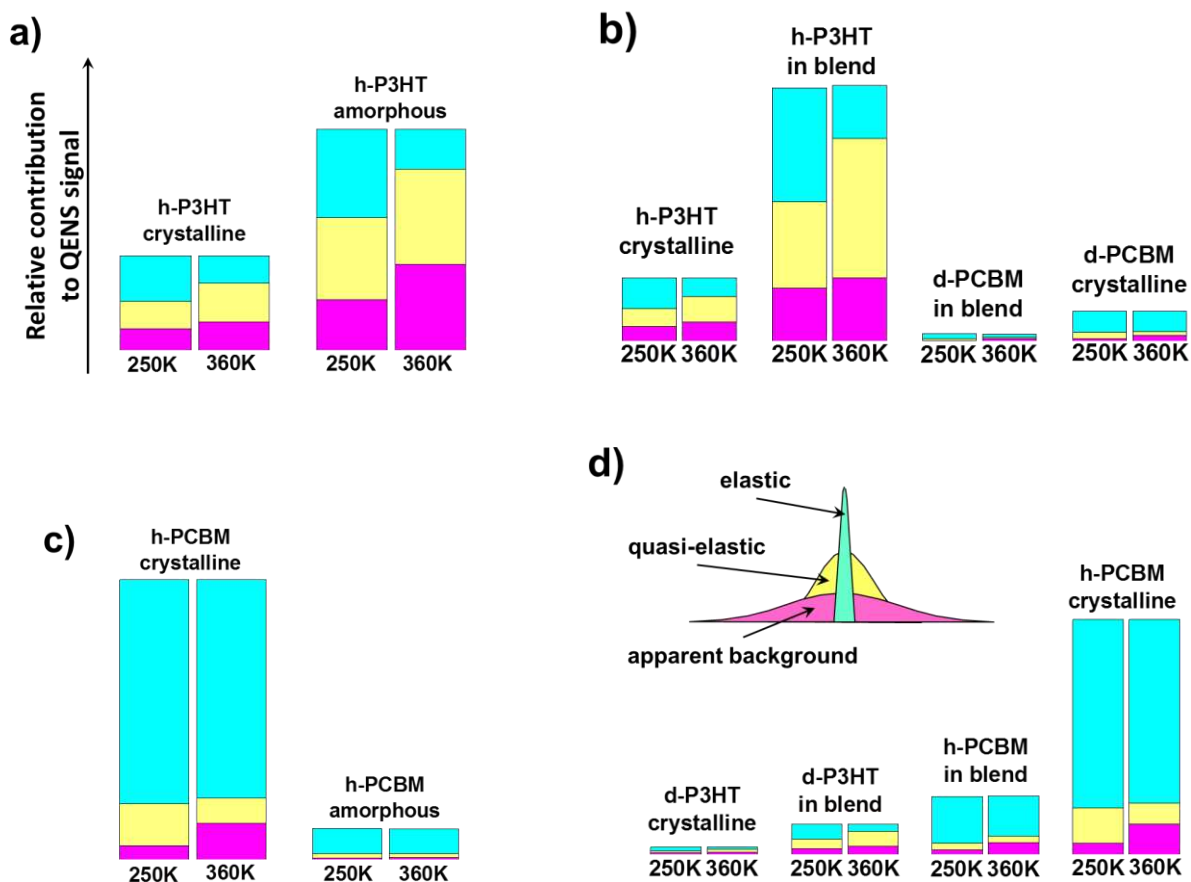 a)
Relative contribution
to QENS signal
h-P3HT
crystalline
250K 360K
h-P3HT
amorphous
250K 360K
b)
h-P3HT
crystalline
250K 360K
h-P3HT
in blend
250K 360K
d-PCBM
in blend
250K 360K
d-PCBM
crystalline
250K 360K
c)
h-PCBM
crystalline
250K 360K
h-PCBM
amorphous
250K 360K
d)
elastic
quasi-elastic
apparent background
d-P3HT
crystalline
250K 360K
d-P3HT
in blend
250K 360K
h-PCBM
in blend
250K 360K
h-PCBM
crystalline
250K 360K